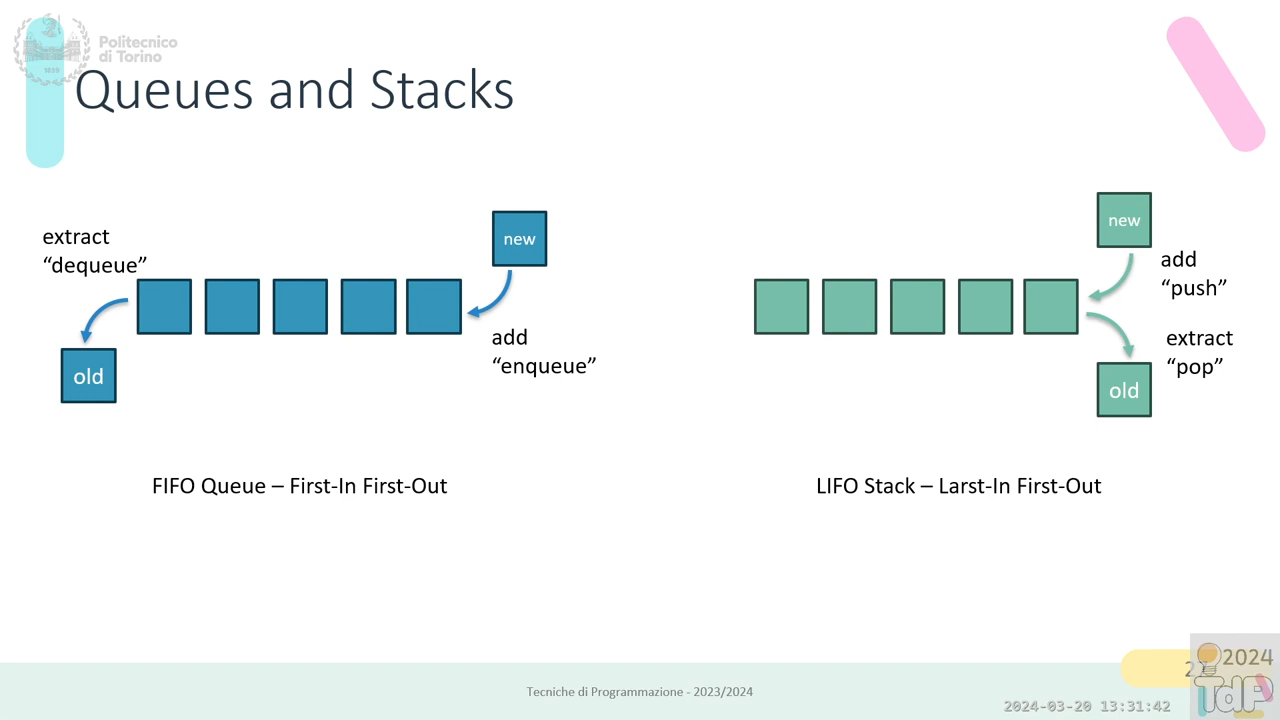 Politecnico
di Torino
1859
Queues and Stacks
extract
“dequeue”
old
new
add
“enqueue”
FIFO Queue – First-In First-Out
new
add
“push”
extract
“pop”
old
LIFO Stack – Larst-In First-Out
Tecniche di Programmazione - 2023/2024
2024
TdP
2024-03-20 13:31:42